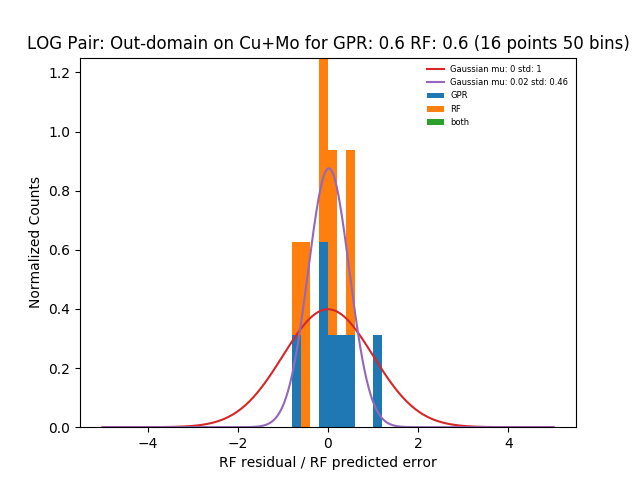 LOG Pair: Out-domain on Cu+Mo for GPR: 0.6 RF: 0.6 (16 points 50 bins)
Gaussian mu: 0 std: 1
Gaussian mu: 0.02 std: 0.46
GPR
RF
both
Normalized Counts
1.2
1.0
0.8
0.6
0.4
0.2
0.0
−4 −2 0 2 4
RF residual / RF predicted error